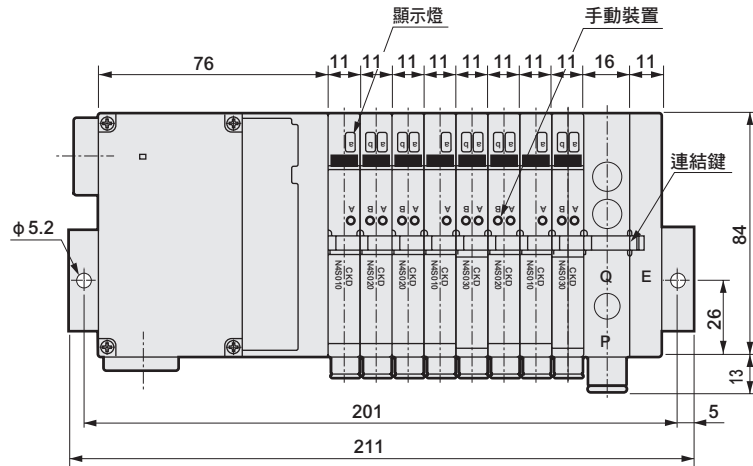 顯示燈
手動裝置
76
11 11 11 11 11 11 11 11 16 11
a
b a
b a
a
b a
b a
a
b a
連結鍵
A
B A
B A
A
B A
B A
A
B A
φ5.2
84
CKD
N4S010
CKD
N4S020
CKD
N4S020
CKD
N4S010
CKD
N4S030
CKD
N4S020
CKD
N4S010
CKD
N4S030
Q
E
P
26
13
201
5
211